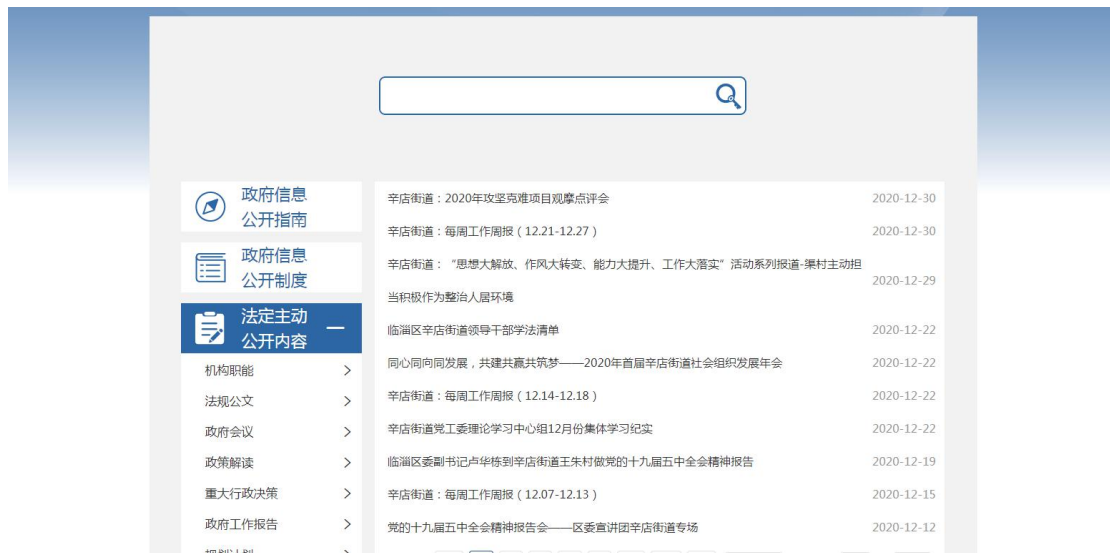 政府信息
公开指南
政府信息
公开制度
法定主动
公开内容
机构职能
法规公文
政府会议
政策解读
重大行政决策
政府工作报告
辛店街道：2020年攻坚克难项目观摩点评会 2020-12-30
辛店街道：每周工作周报（12.21-12.27） 2020-12-30
辛店街道：“思想大解放、作风大转变、能力大提升、工作大落实”活动系列报道-渠村主动担
当积极作为整治人居环境 2020-12-29
临淄区辛店街道领导干部学法清单 2020-12-22
同心同向同发展，共建共赢共筑梦——2020年首届辛店街道社会组织发展年会 2020-12-22
辛店街道：每周工作周报（12.14-12.18） 2020-12-22
辛店街道党工委理论学习中心组12月份集体学习纪实 2020-12-22
临淄区委副书记卢华栋到辛店街道王朱村做党的十九届五中全会精神报告 2020-12-19
辛店街道：每周工作周报（12.07-12.13） 2020-12-15
党的十九届五中全会精神报告会——区委宣讲团辛店街道专场 2020-12-12